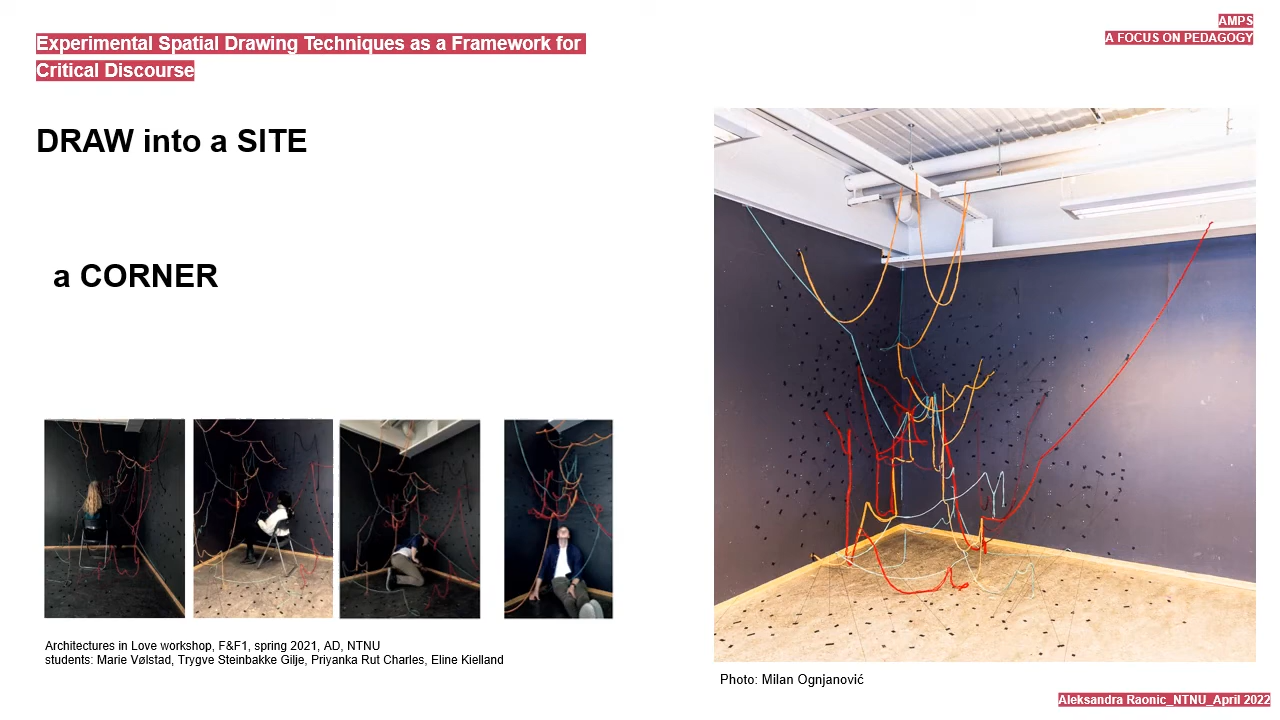 Experimental Spatial Drawing Techniques as a Framework for
Critical Discourse
AMPS
A FOCUS ON PEDAGOGY
DRAW into a SITE
a CORNER
Architectures in Love workshop, F&F1, spring 2021, AD, NTNU
students: Marie Vølstad, Trygve Steinbakke Gilje, Priyanka Rut Charles, Eline Kielland
Photo: Milan Ognjanović
Aleksandra Raonic_NTNU_April 2022